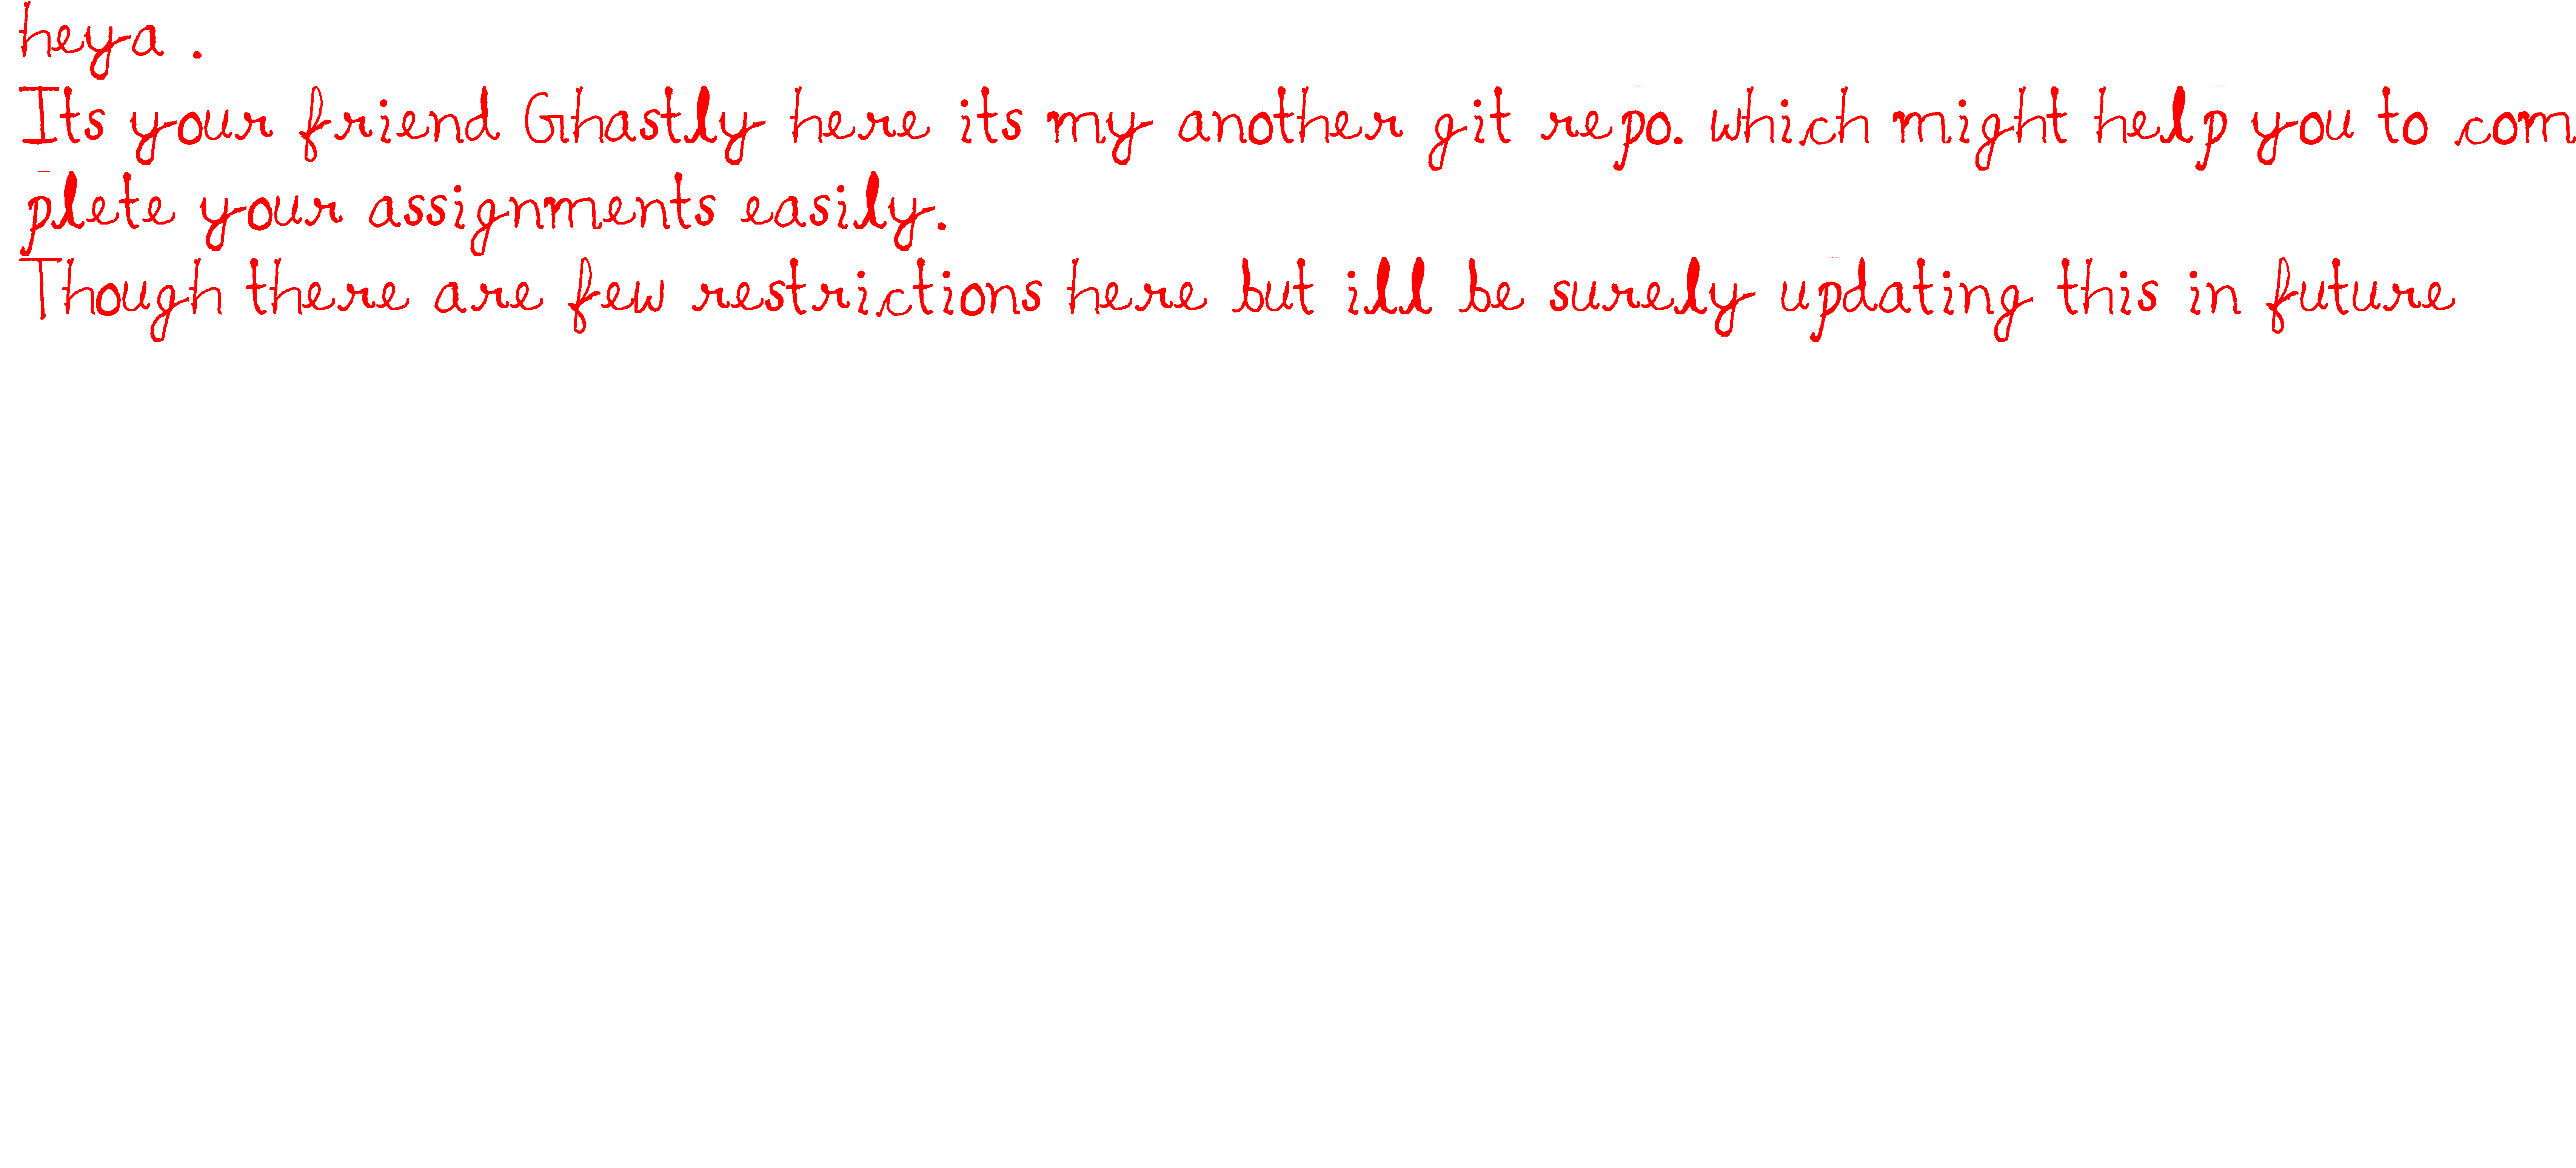 heya .
Its your friend Ghastly here its my another git repo. which might help you to com
plete your assignments easily.
Though there are few restrictions here but ill be surely updating this in future